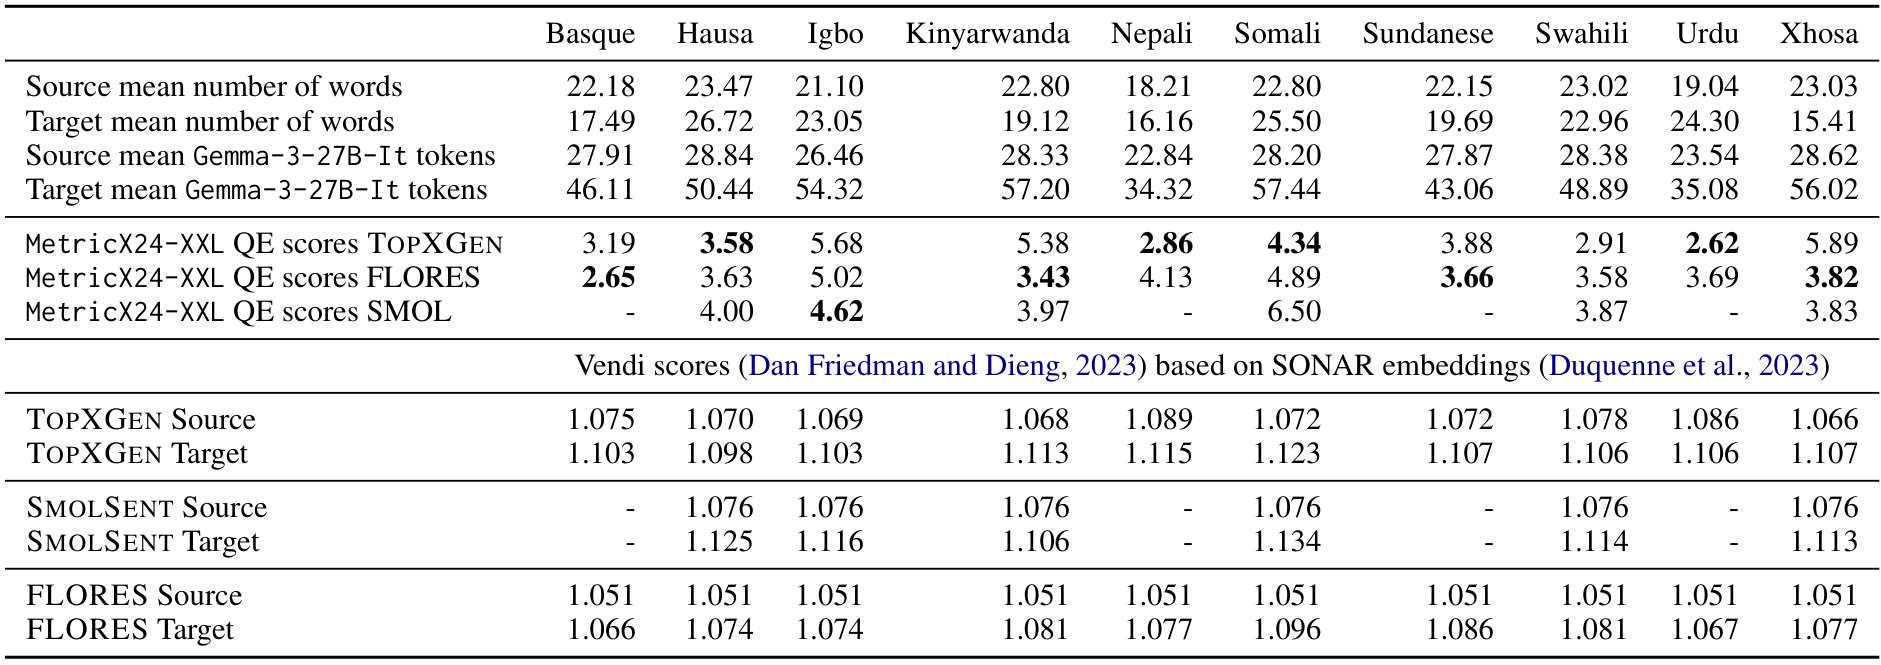 Basque Hausa Igbo Kinyarwanda Nepali Somali Sundanese Swahili Urdu Xhosa
Source mean number of words 22.18 23.47 21.10 22.80 18.21 22.80 22.15 23.02 19.04 23.03
Target mean number of words 17.49 26.72 23.05 19.12 16.16 25.50 19.69 22.96 24.30 15.41
Source mean Gemma-3-27B-It tokens 27.91 28.84 26.46 28.33 22.84 28.20 27.87 28.38 23.54 28.62
Target mean Gemma-3-27B-It tokens 46.11 50.44 54.32 57.20 34.32 57.44 43.06 48.89 35.08 56.02
MetricX24-XXL QE scores TOPXGEN 3.19 3.58 5.68 5.38 2.86 4.34 3.88 2.91 2.62 5.89
MetricX24-XXL QE scores FLORES 2.65 3.63 5.02 3.43 4.13 4.89 3.66 3.58 3.69 3.82
MetricX24-XXL QE scores SMOL - 4.00 4.62 3.97 - 6.50 - 3.87 - 3.83
Vendi scores (Dan Friedman and Dieng, 2023) based on SONAR embeddings (Duquenne et al., 2023)
TOPXGEN Source 1.075 1.070 1.069 1.068 1.089 1.072 1.072 1.078 1.086 1.066
TOPXGEN Target 1.103 1.098 1.103 1.113 1.115 1.123 1.107 1.106 1.106 1.107
SMOLSENT Source - 1.076 1.076 1.076 - 1.076 - 1.076 - 1.076
SMOLSENT Target - 1.125 1.116 1.106 - 1.134 - 1.114 - 1.113
FLORES Source 1.051 1.051 1.051 1.051 1.051 1.051 1.051 1.051 1.051 1.051
FLORES Target 1.066 1.074 1.074 1.081 1.077 1.096 1.086 1.081 1.067 1.077